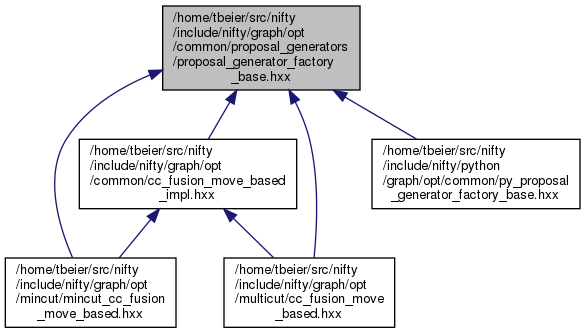 /home/tbeier/src/nifty
/include/nifty/graph/opt
/common/proposal_generators
/proposal_generator_factory
_base.hxx
/home/tbeier/src/nifty
/include/nifty/graph/opt
/common/cc_fusion_move_based
_impl.hxx
/home/tbeier/src/nifty
/include/nifty/python
/graph/opt/common/py_proposal
_generator_factory_base.hxx
/home/tbeier/src/nifty
/include/nifty/graph/opt
/mincut/mincut_cc_fusion
_move_based.hxx
/home/tbeier/src/nifty
/include/nifty/graph/opt
/multicut/cc_fusion_move
_based.hxx